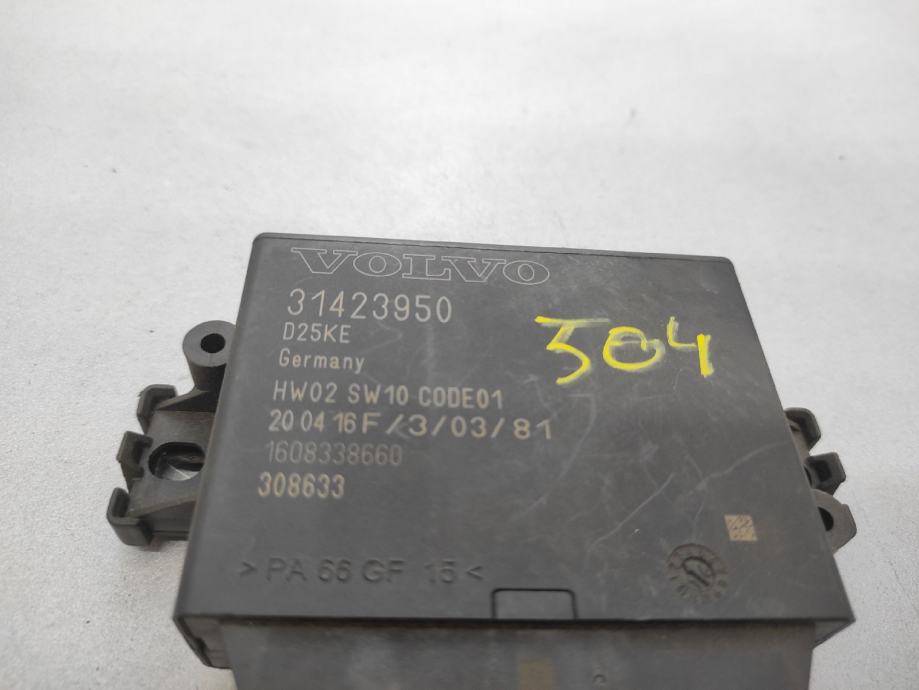 VOLVO
31423950
D25KE
Germany
HW02 SW10 CODE01
20 04 16F/3/03/81
1608338660
308633
504
>PA 66 GF 15<